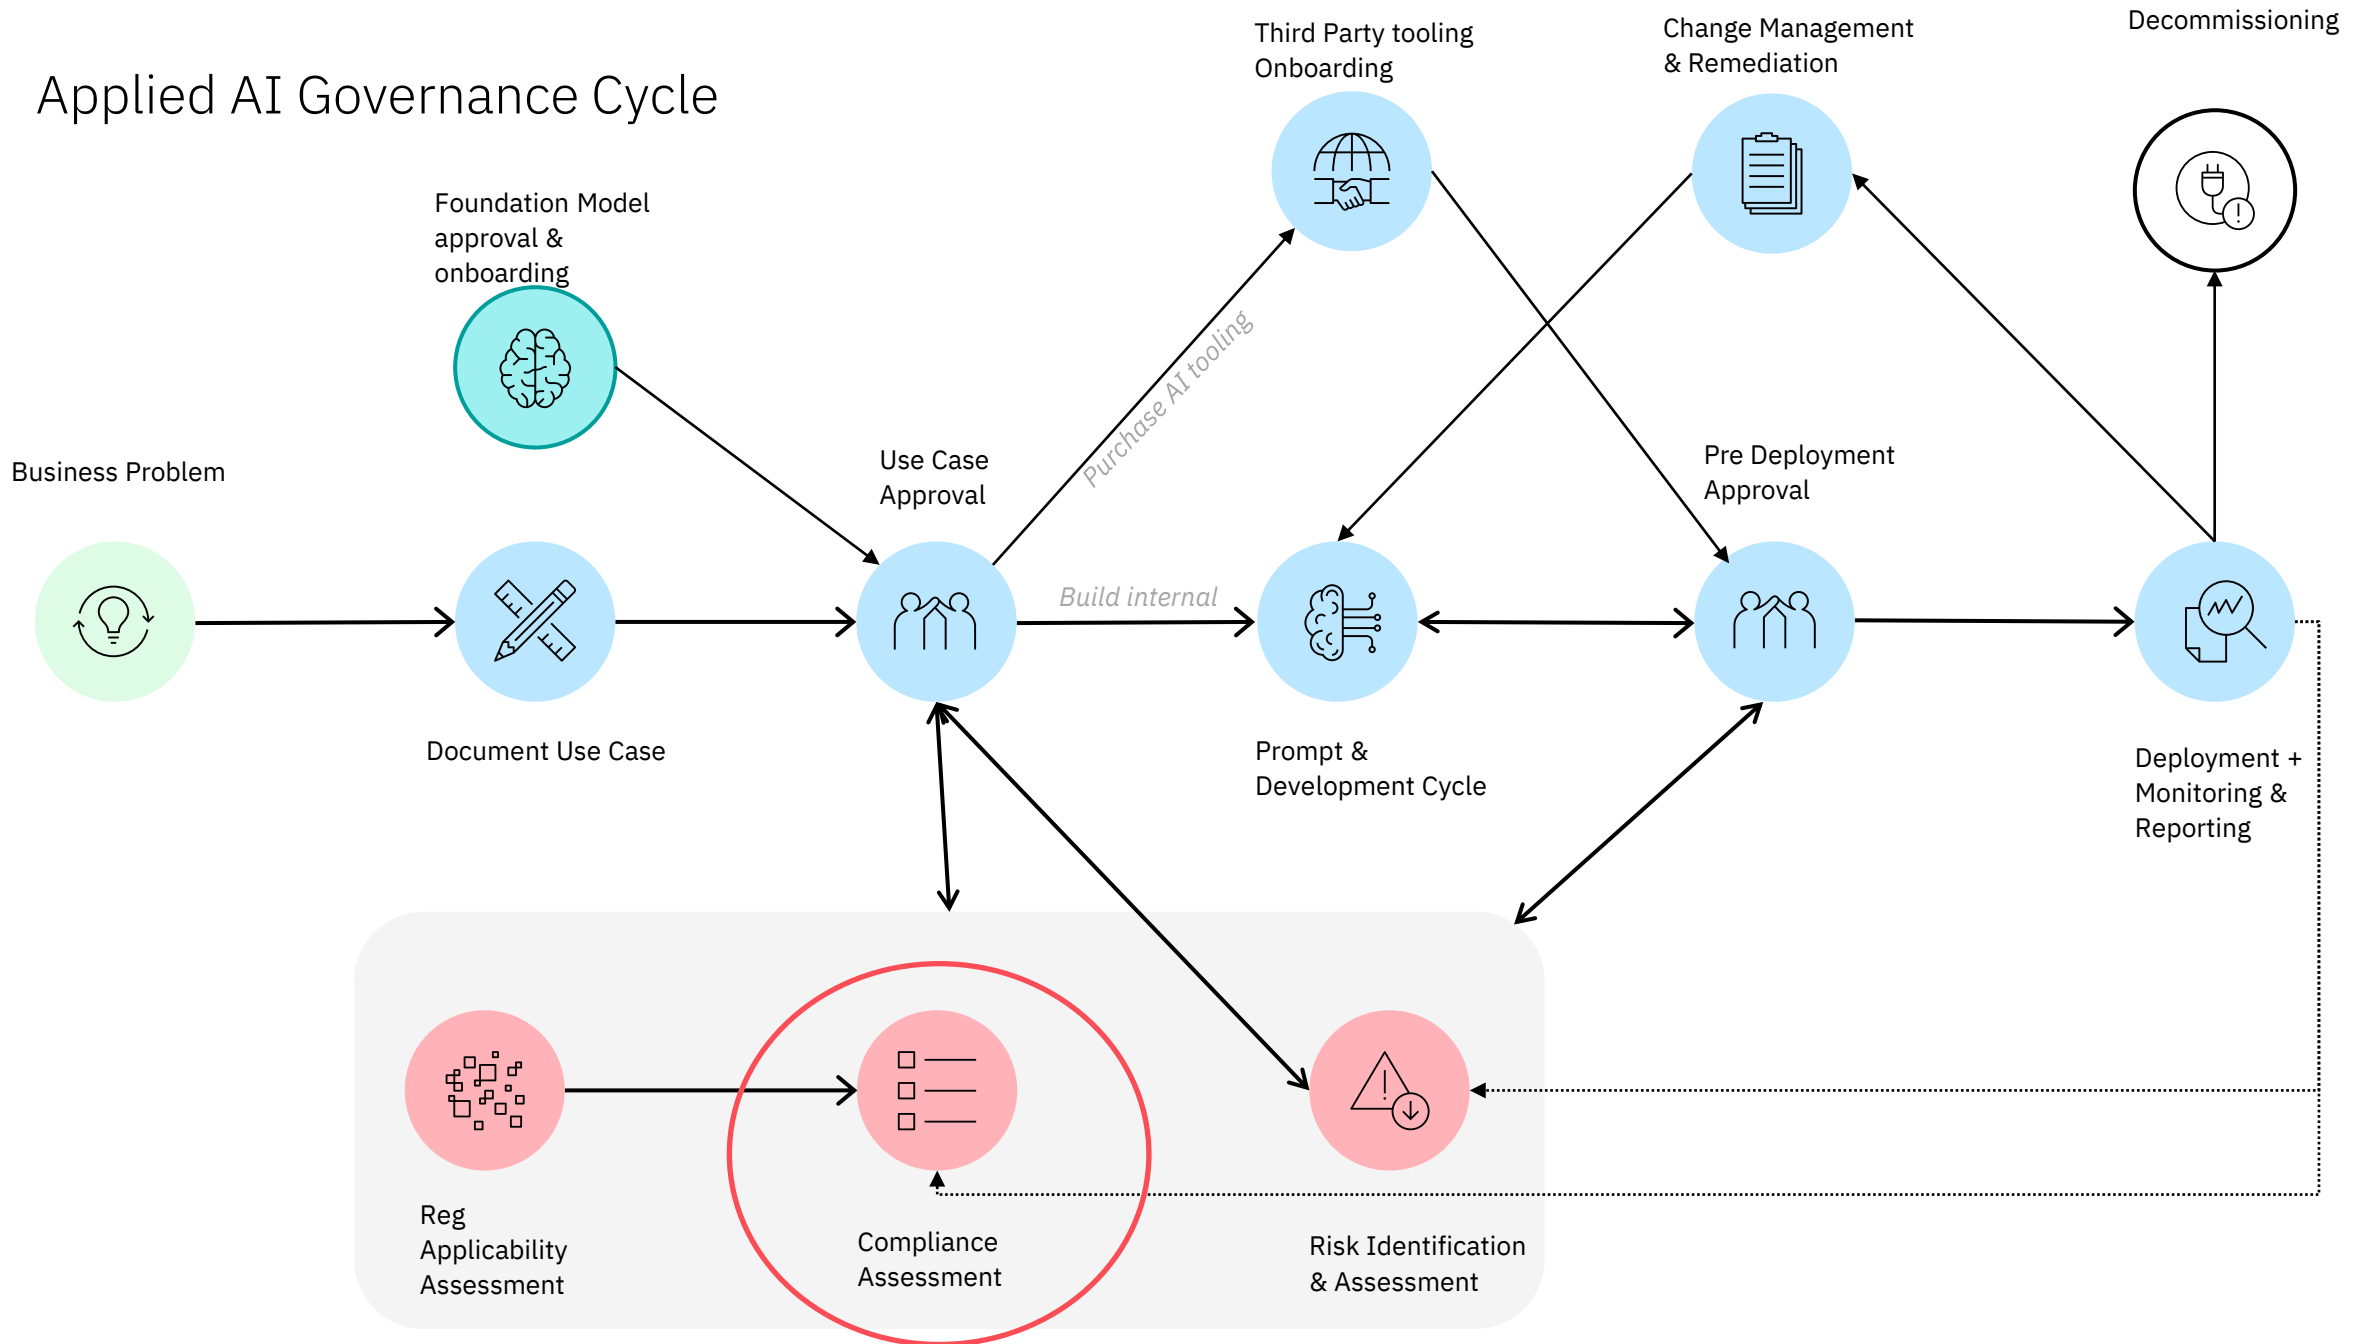 Applied AI Governance Cycle
Third Party tooling
Onboarding
Change Management
& Remediation
Decommissioning
Foundation Model
approval &
onboarding
Business Problem
Use Case
Approval
Purchase AI tooling
Pre Deployment
Approval
Build internal
Document Use Case
Prompt &
Development Cycle
Deployment +
Monitoring &
Reporting
Reg
Applicability
Assessment
Compliance
Assessment
Risk Identification
& Assessment